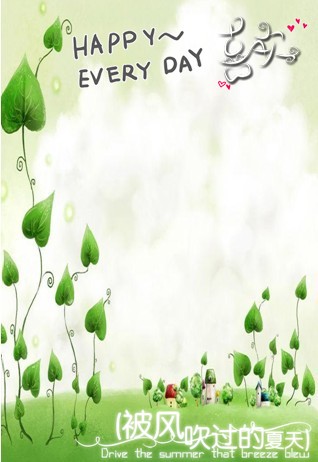 HAPPY~
EVERY DAY
(被风吹过的夏天)
Drive the summer that breeze blew